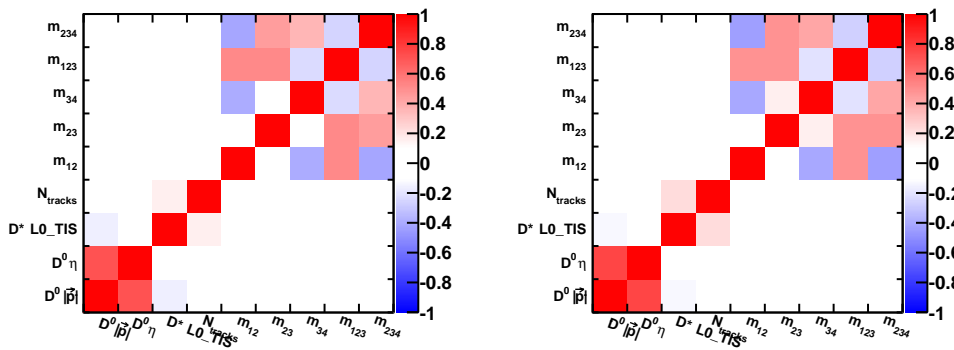 m234
m123
m34
m23
m12
Ntracks
D* L0_TIS
D⁰ η
D⁰ |p⃗|
D⁰ |p⃗|
D⁰ η
D* L0_TIS
Ntracks
m12
m23
m34
m123
m234
1
0.8
0.6
0.4
0.2
0
-0.2
-0.4
-0.6
-0.8
-1
m234
m123
m34
m23
m12
Ntracks
D* L0_TIS
D⁰ η
D⁰ |p⃗|
D⁰ |p⃗|
D⁰ η
D* L0_TIS
Ntracks
m12
m23
m34
m123
m234
1
0.8
0.6
0.4
0.2
0
-0.2
-0.4
-0.6
-0.8
-1